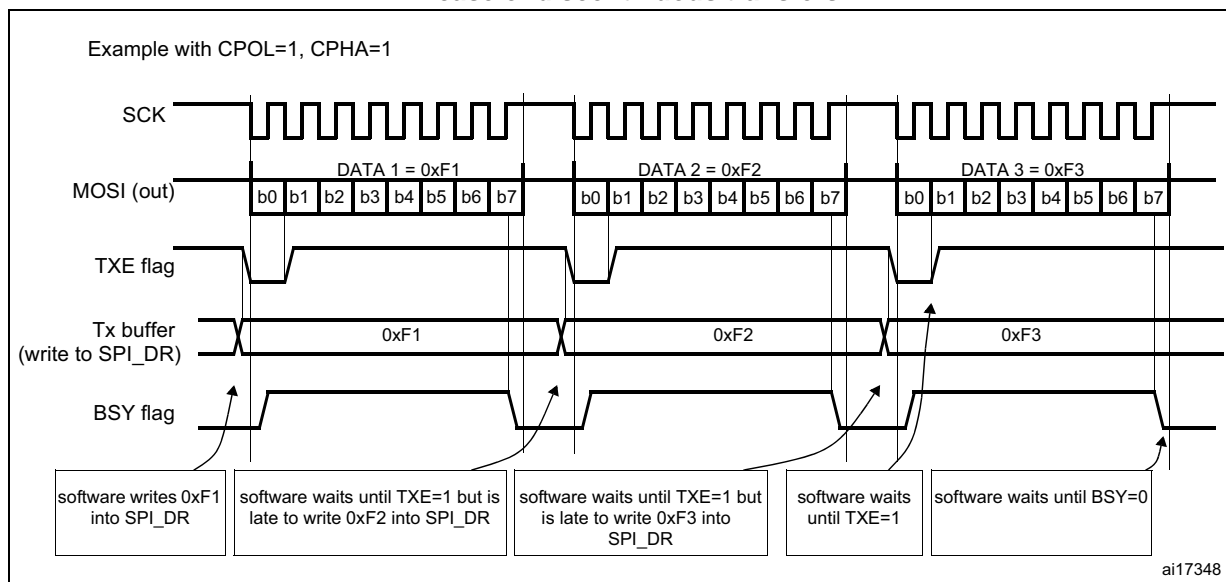 Example with CPOL=1, CPHA=1
SCK
DATA 1 = 0xF1
DATA 2 = 0xF2
DATA 3 = 0xF3
MOSI (out)
b0 b1 b2 b3 b4 b5 b6 b7
b0 b1 b2 b3 b4 b5 b6 b7
b0 b1 b2 b3 b4 b5 b6 b7
TXE flag
Tx buffer
(write to SPI_DR)
0xF1
0xF2
0xF3
BSY flag
software writes 0xF1
into SPI_DR
software waits until TXE=1 but is
late to write 0xF2 into SPI_DR
software waits until TXE=1 but
is late to write 0xF3 into
SPI_DR
software waits
until TXE=1
software waits until BSY=0
ai17348